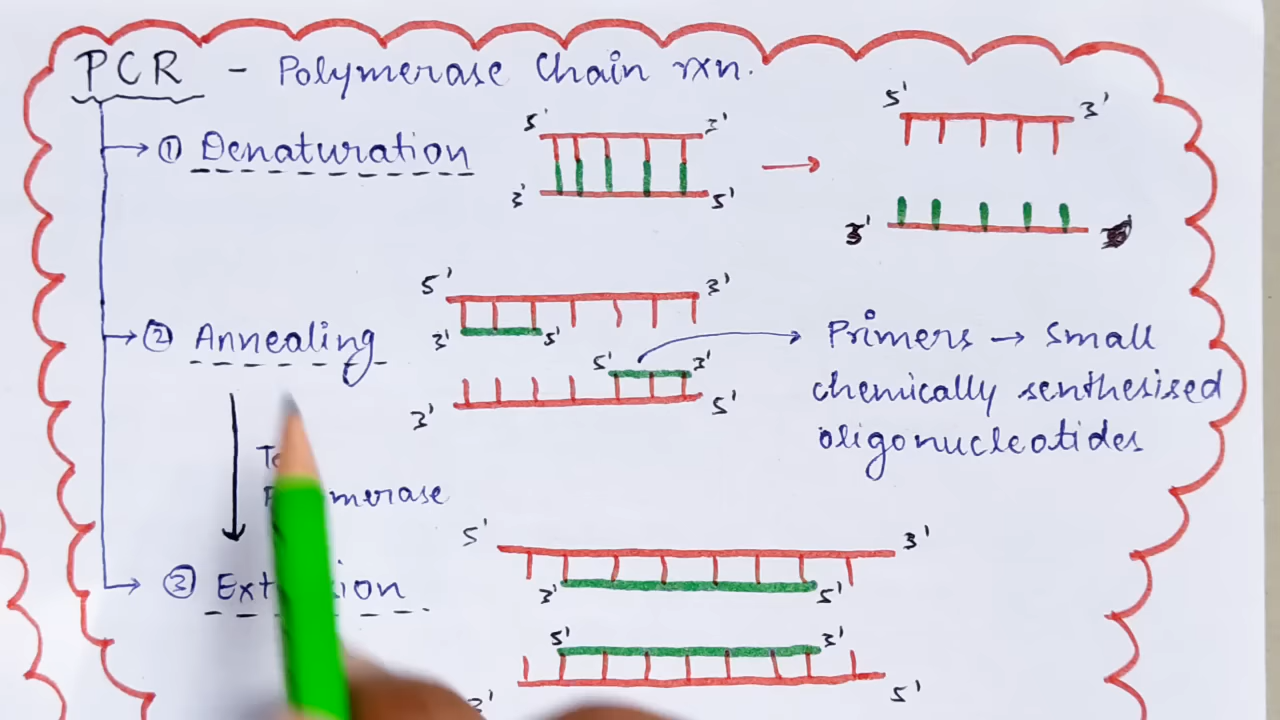 PCR - Polymerase Chain rxn.
① Denaturation
5' 3'
3' 5'
5' 3'
3'
② Annealing
5' 3'
3' 5'
5' 3'
3' 5'
Primers → Small
chemically senthesised
oligonucleotides
③
5' 3'
3' 5'
5' 3'
5'